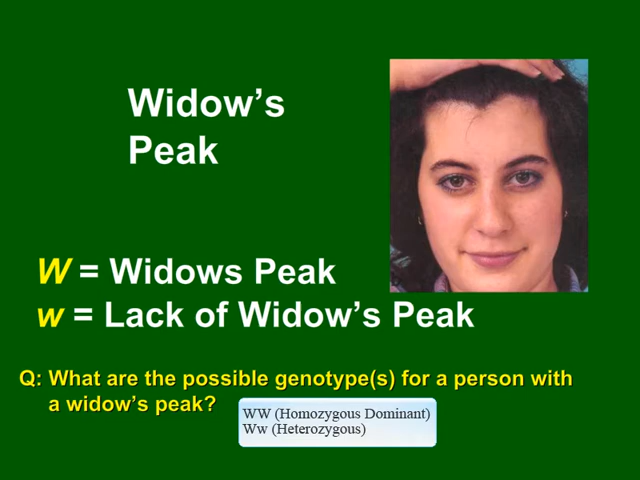 Widow’s
Peak
W = Widows Peak
w = Lack of Widow’s Peak
Q: What are the possible genotype(s) for a person with
a widow’s peak?
WW (Homozygous Dominant)
Ww (Heterozygous)